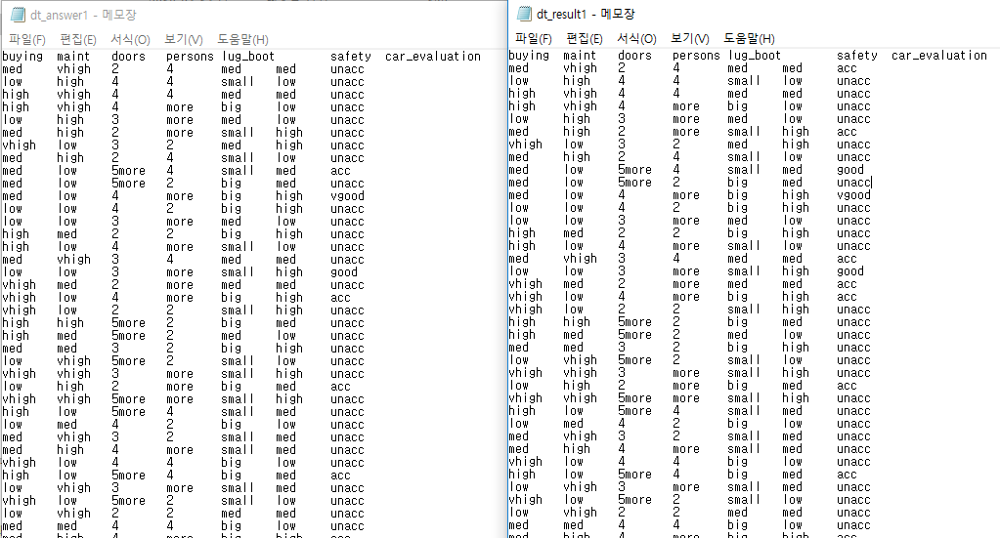 dt_answer1 - 메모장
파일(F) 편집(E) 서식(O) 보기(V) 도움말(H)
buying maint doors persons lug_boot safety car_evaluation
med vhigh 2 4 med med unacc
low high 4 4 small low unacc
high vhigh 4 4 med med unacc
high vhigh 4 more big low unacc
low high 3 more med low unacc
med high 2 more small high acc
vhigh low 3 2 med high unacc
med high 2 4 small low unacc
med low 5more 4 small med acc
med low 5more 2 big med unacc
med low 4 more big high vgood
low low 4 2 big high unacc
low low 3 more med low unacc
high med 2 2 big high unacc
high low 4 more small low unacc
med vhigh 3 4 med med unacc
low low 3 more small high good
vhigh med 2 more med med unacc
vhigh low 4 more big high acc
vhigh low 2 2 small high unacc
high high 5more 2 big med unacc
high med 5more 2 big med unacc
med med 3 2 big high unacc
low vhigh 5more 2 small low unacc
vhigh vhigh 3 more small high unacc
low high 2 more big med acc
vhigh vhigh 5more more small high unacc
high low 5more 4 small med unacc
low med 4 2 big low unacc
med vhigh 3 2 small med unacc
med high 4 more small med unacc
vhigh low 4 4 big low unacc
high low 5more 4 big med acc
low vhigh 3 more small med unacc
vhigh low 5more 2 small low unacc
low vhigh 2 2 med med unacc
med med 4 4 big low unacc
med high 4 more big high acc
dt_result1 - 메모장
파일(F) 편집(E) 서식(O) 보기(V) 도움말(H)
buying maint doors persons lug_boot safety car_evaluation
med vhigh 2 4 med med acc
low high 4 4 small low unacc
high vhigh 4 4 med med unacc
high vhigh 4 more big low unacc
low high 3 more med low unacc
med high 2 more small high acc
vhigh low 3 2 med high unacc
med high 2 4 small low unacc
med low 5more 4 small med good
med low 5more 2 big med unacc
med low 4 more big high vgood
low low 4 2 big high unacc
low low 3 more med low unacc
high med 2 2 big high unacc
high low 4 more small low unacc
med vhigh 3 4 med med acc
low low 3 more small high good
vhigh med 2 more med med acc
vhigh low 4 more big high acc
vhigh low 2 2 small high unacc
high high 5more 2 big med unacc
high med 5more 2 big med unacc
med med 3 2 big high unacc
low vhigh 5more 2 small low unacc
vhigh vhigh 3 more small high unacc
low high 2 more big med acc
vhigh vhigh 5more more small high unacc
high low 5more 4 small med unacc
low med 4 2 big low unacc
med vhigh 3 2 small med unacc
med high 4 more small med unacc
vhigh low 4 4 big low unacc
high low 5more 4 big med acc
low vhigh 3 more small med unacc
vhigh low 5more 2 small low unacc
low vhigh 2 2 med med unacc
med med 4 4 big low unacc
med high 4 more big high acc